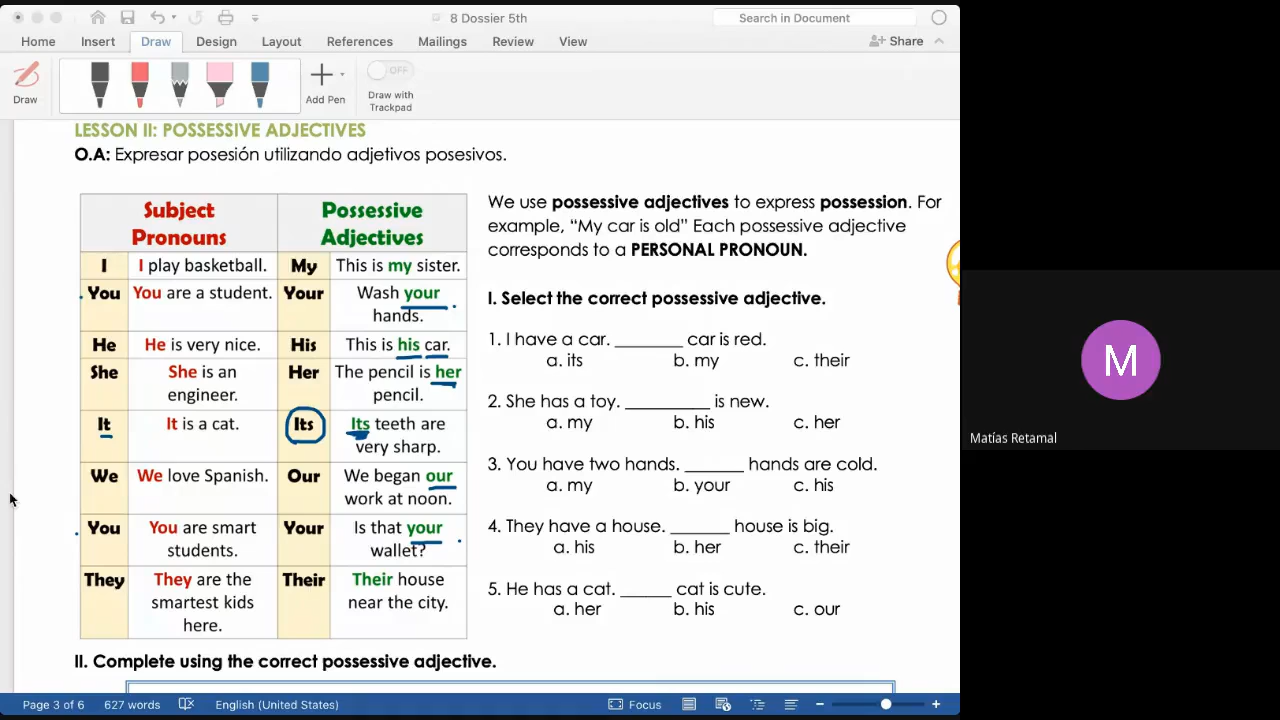 8 Dossier 5th
Search in Document
Home Insert Draw Design Layout References Mailings Review View Share
Draw
Add Pen
OFF
Draw with
Trackpad
LESSON II: POSSESSIVE ADJECTIVES
O.A: Expresar posesión utilizando adjetivos posesivos.
Subject
Pronouns
Possessive
Adjectives
I I play basketball. My This is my sister.
You You are a student. Your Wash your
hands.
He He is very nice. His This is his car.
She She is an
engineer.
Her The pencil is her
pencil.
It It is a cat. Its Its teeth are
very sharp.
We We love Spanish. Our We began our
work at noon.
You You are smart
students.
Your Is that your
wallet?
They They are the
smartest kids
here.
Their Their house
near the city.
We use possessive adjectives to express possession. For
example, “My car is old” Each possessive adjective
corresponds to a PERSONAL PRONOUN.
I. Select the correct possessive adjective.
1. I have a car. ________ car is red.
a. its b. my c. their
2. She has a toy. __________ is new.
a. my b. his c. her
3. You have two hands. _______ hands are cold.
a. my b. your c. his
4. They have a house. _______ house is big.
a. his b. her c. their
5. He has a cat. ______ cat is cute.
a. her b. his c. our
II. Complete using the correct possessive adjective.
Page 3 of 6 627 words English (United States) Focus
M
Matías Retamal